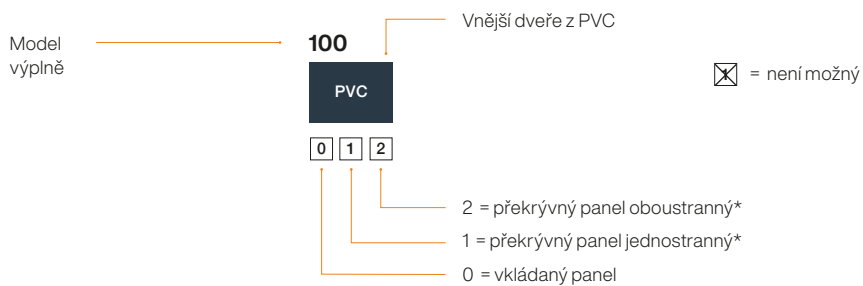 Model
výplně
100
Vnější dveře z PVC
PVC
1 = není možný
0 1 2
2 = překrývný panel oboustranný*
1 = překrývný panel jednostranný*
0 = vkládaný panel